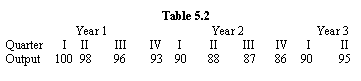 Table 5.2
Year 1 Year 2 Year 3
Quarter I II III IV I II III IV I II
Output 100 98 96 93 90 88 87 86 90 95